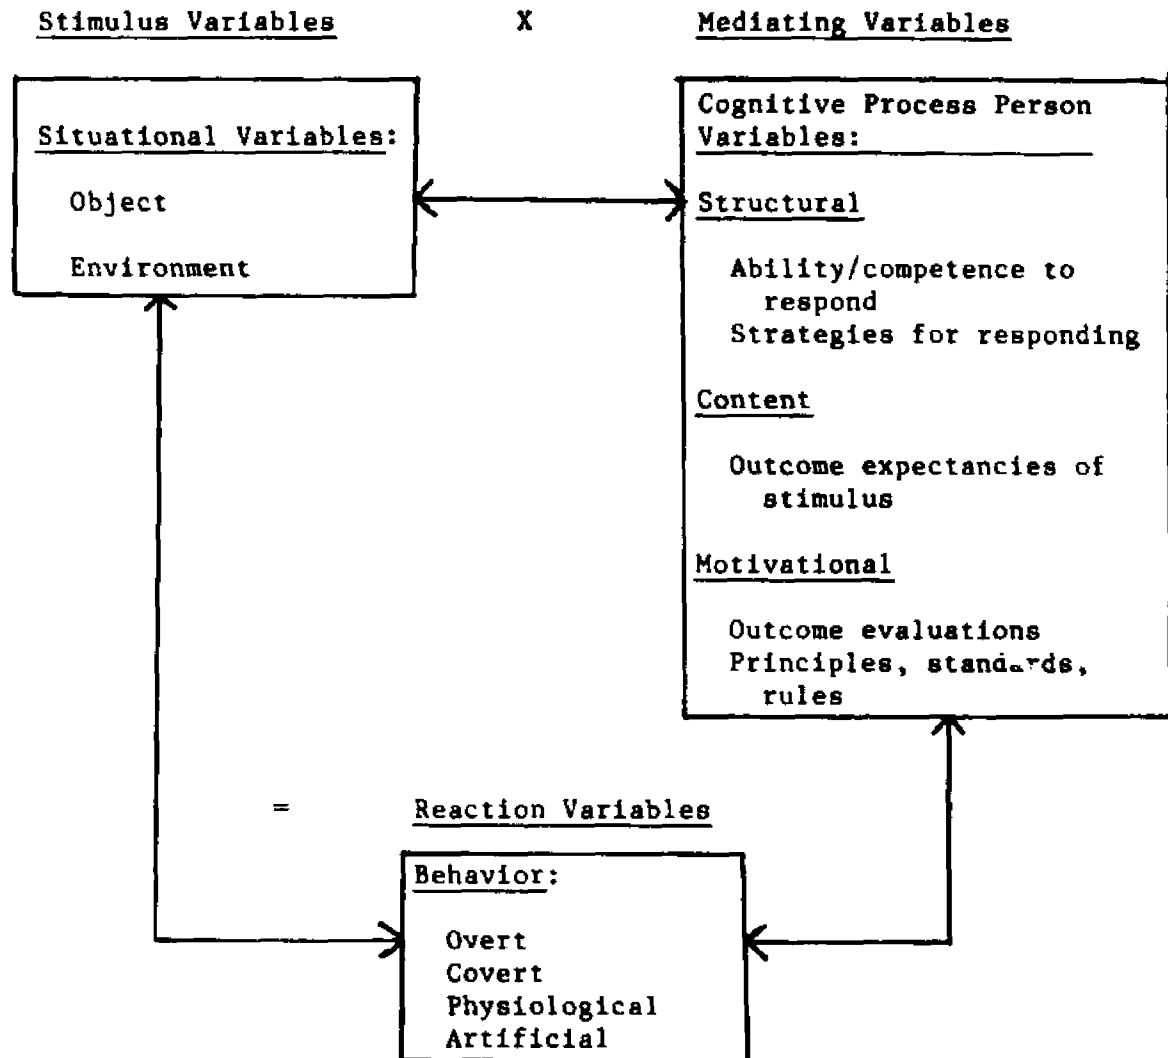 Stimulus Variables X Mediating Variables
Situational Variables:
Object
Environment
Cognitive Process Person
Variables:
Structural
Ability/competence to
respond
Strategies for responding
Content
Outcome expectancies of
stimulus
Motivational
Outcome evaluations
Principles, standards,
rules
= Reaction Variables
Behavior:
Overt
Covert
Physiological
Artificial